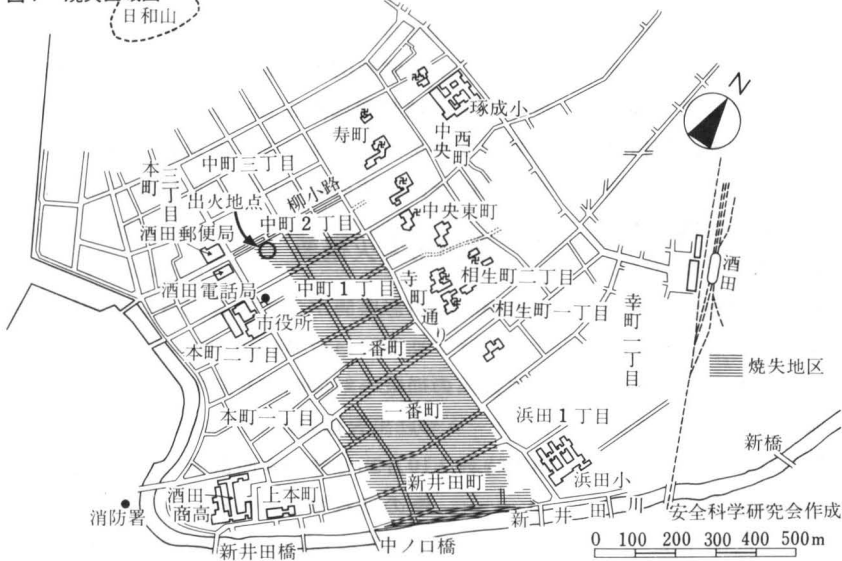 日和山
N
琢成小
中央西町
寿町
中町三丁目
本町三丁目
柳小路
出火地点
中町2丁目
中央東町
酒田郵便局
酒田
相生町二丁目
酒田電話局
中町1丁目
寺町通り
相生町一丁目
幸町一丁目
市役所
本町二丁目
二番町
焼失地区
本町一丁目
一番町
浜田1丁目
新橋
新井田町
浜田小
酒田商高
上本町
消防署
新井田川
安全科学研究会作成
新井田橋
中ノ口橋
0 100 200 300 400 500m